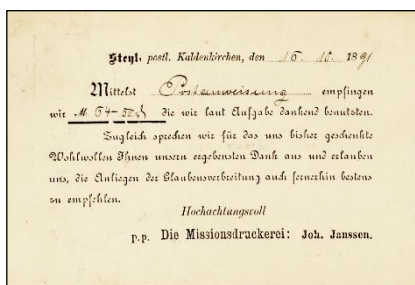 Steyl, postl. Kaldenkirchen, den 16. 10. 1891
Mittelst Postanweisung empfingen
wir M. 64-50 d die wir laut Aufgabe dankend benutzten.
Zugleich sprechen wir für das uns bisher geschenkte
Wohlwollen Ihnen unsern ergebensten Dank aus und erlauben
uns, die Anliegen der Glaubensverbreitung auch fernerhin bestens
zu empfehlen.
Hochachtungsvoll
p.p. Die Missionsdruckerei: Joh. Janssen.